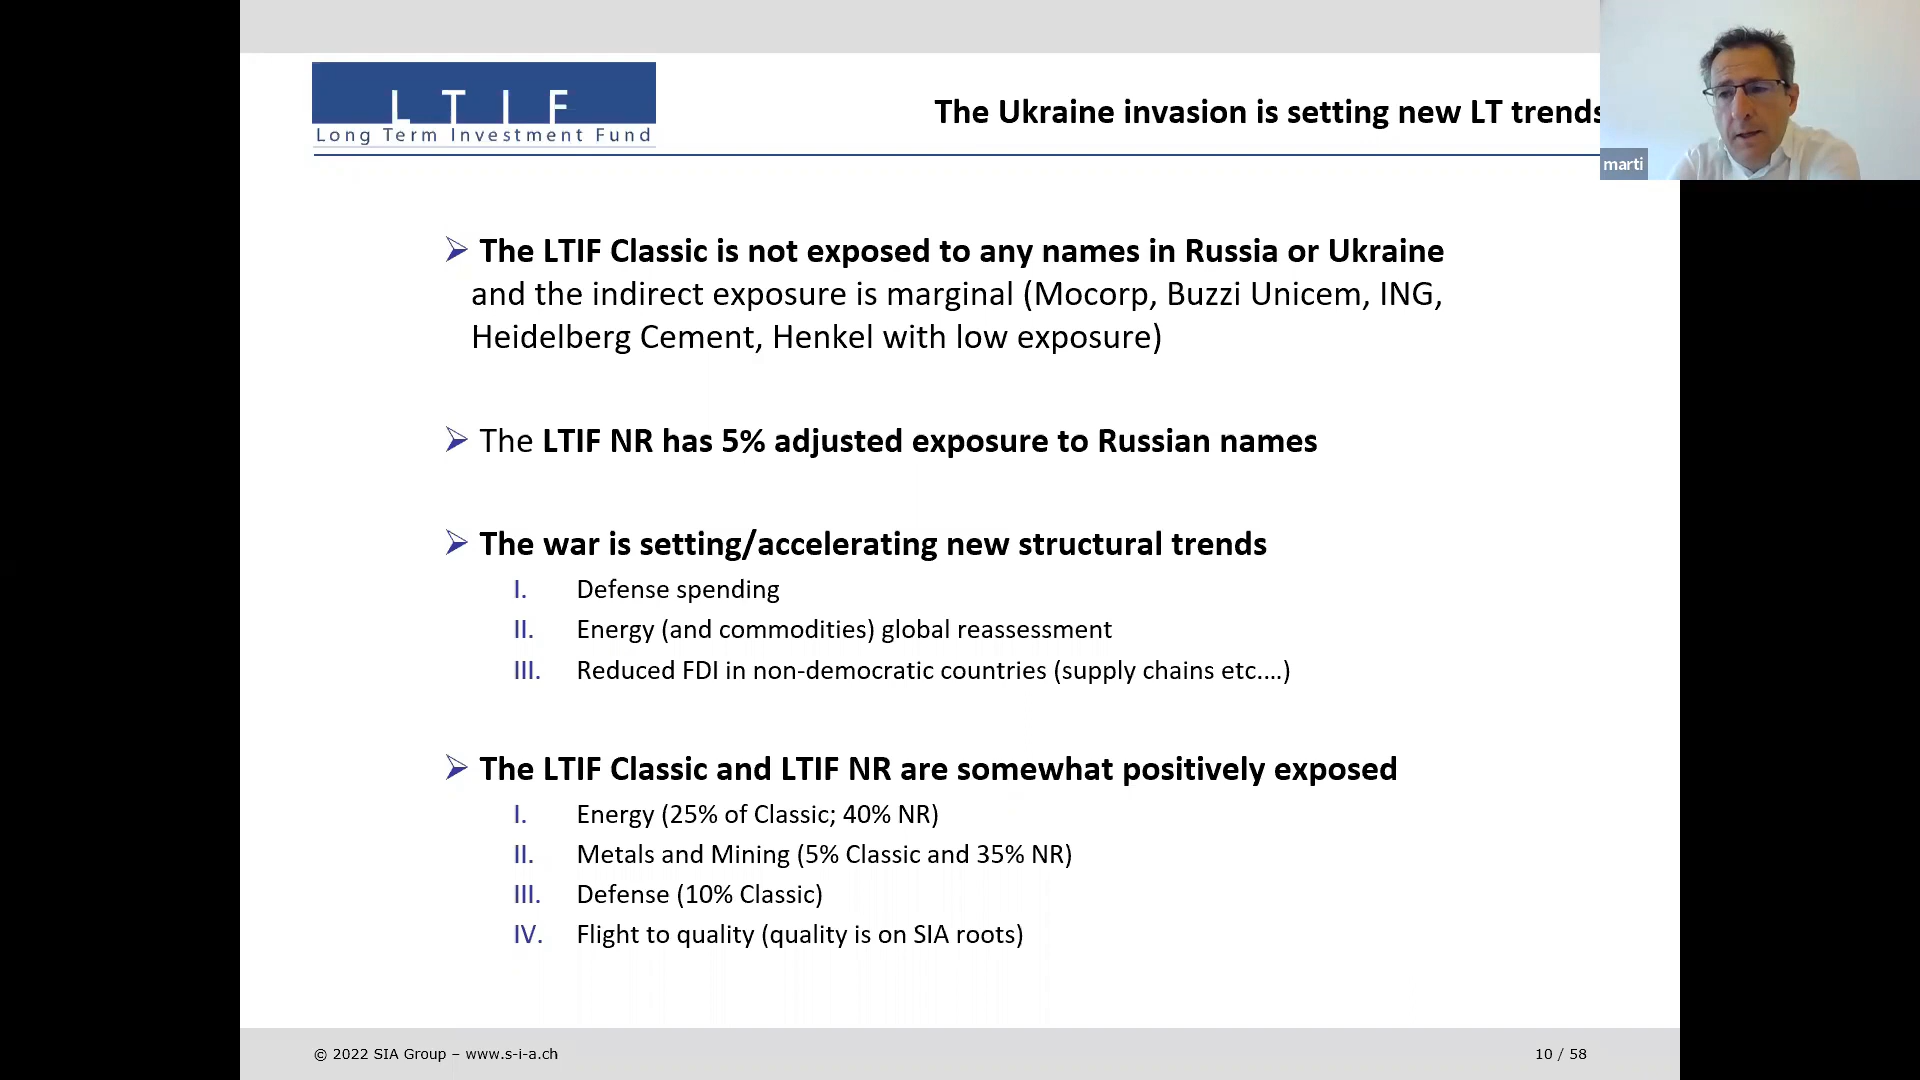 L T I F
Long Term Investment Fund
The Ukraine invasion is setting new LT trends
marti
The LTIF Classic is not exposed to any names in Russia or Ukraine
and the indirect exposure is marginal (Mocorp, Buzzi Unicem, ING,
Heidelberg Cement, Henkel with low exposure)
The LTIF NR has 5% adjusted exposure to Russian names
The war is setting/accelerating new structural trends
I. Defense spending
II. Energy (and commodities) global reassessment
III. Reduced FDI in non-democratic countries (supply chains etc....)
The LTIF Classic and LTIF NR are somewhat positively exposed
I. Energy (25% of Classic; 40% NR)
II. Metals and Mining (5% Classic and 35% NR)
III. Defense (10% Classic)
IV. Flight to quality (quality is on SIA roots)
© 2022 SIA Group – www.s-i-a.ch
10 / 58